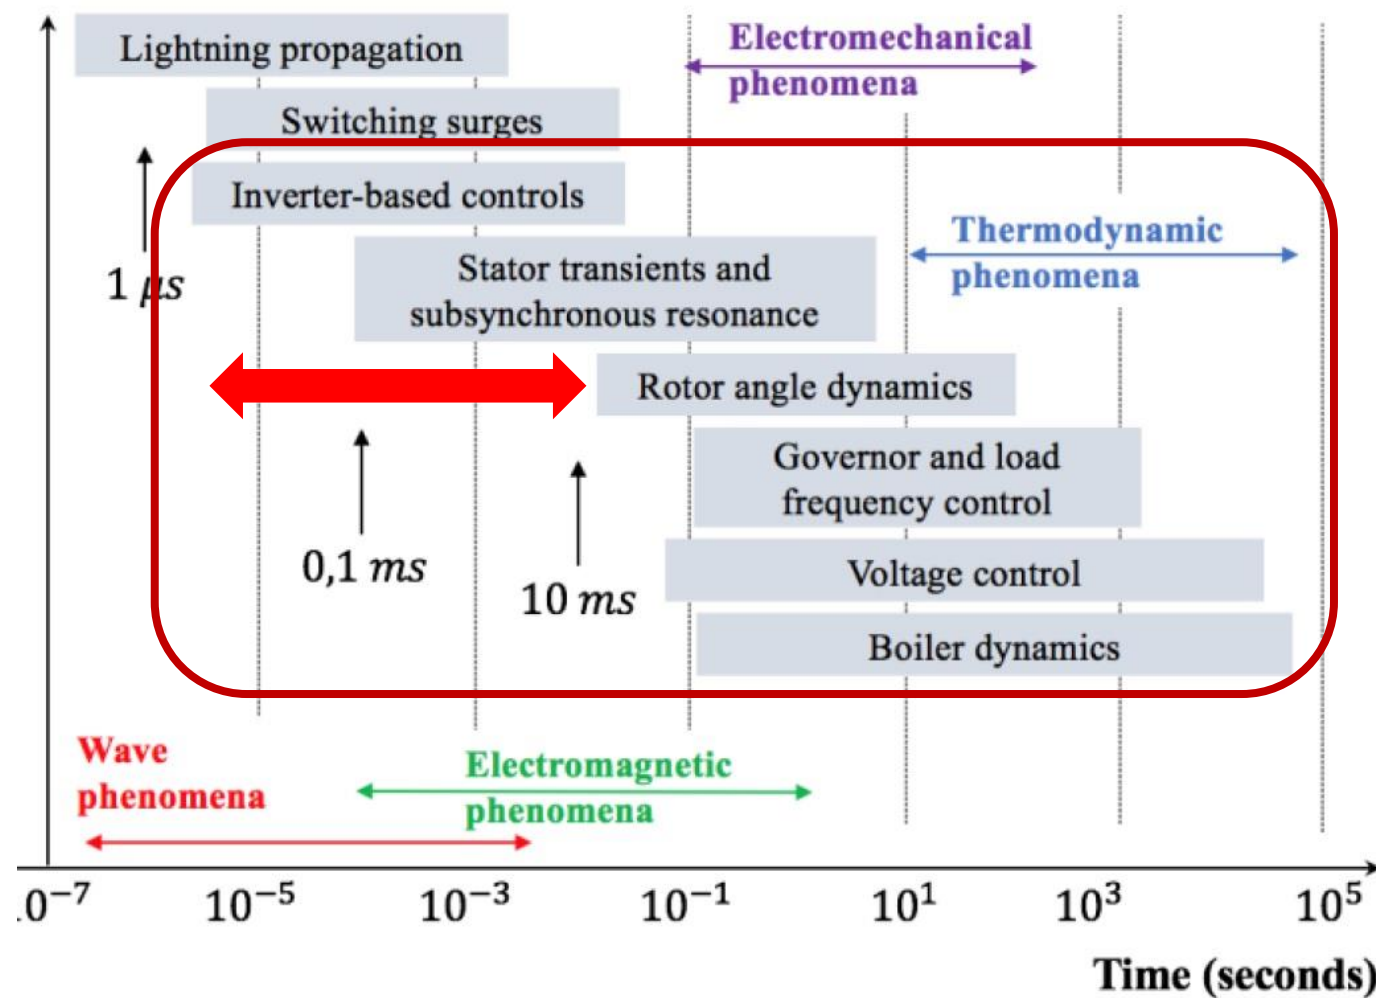 Lightning propagation
Electromechanical
phenomena
Switching surges
Inverter-based controls
1 μs
Thermodynamic
phenomena
Stator transients and
subsynchronous resonance
Rotor angle dynamics
Governor and load
frequency control
0,1 ms
10 ms
Voltage control
Boiler dynamics
Wave
phenomena
Electromagnetic
phenomena
.0⁻⁷ 10⁻⁵ 10⁻³ 10⁻¹ 10¹ 10³ 10⁵
Time (seconds)